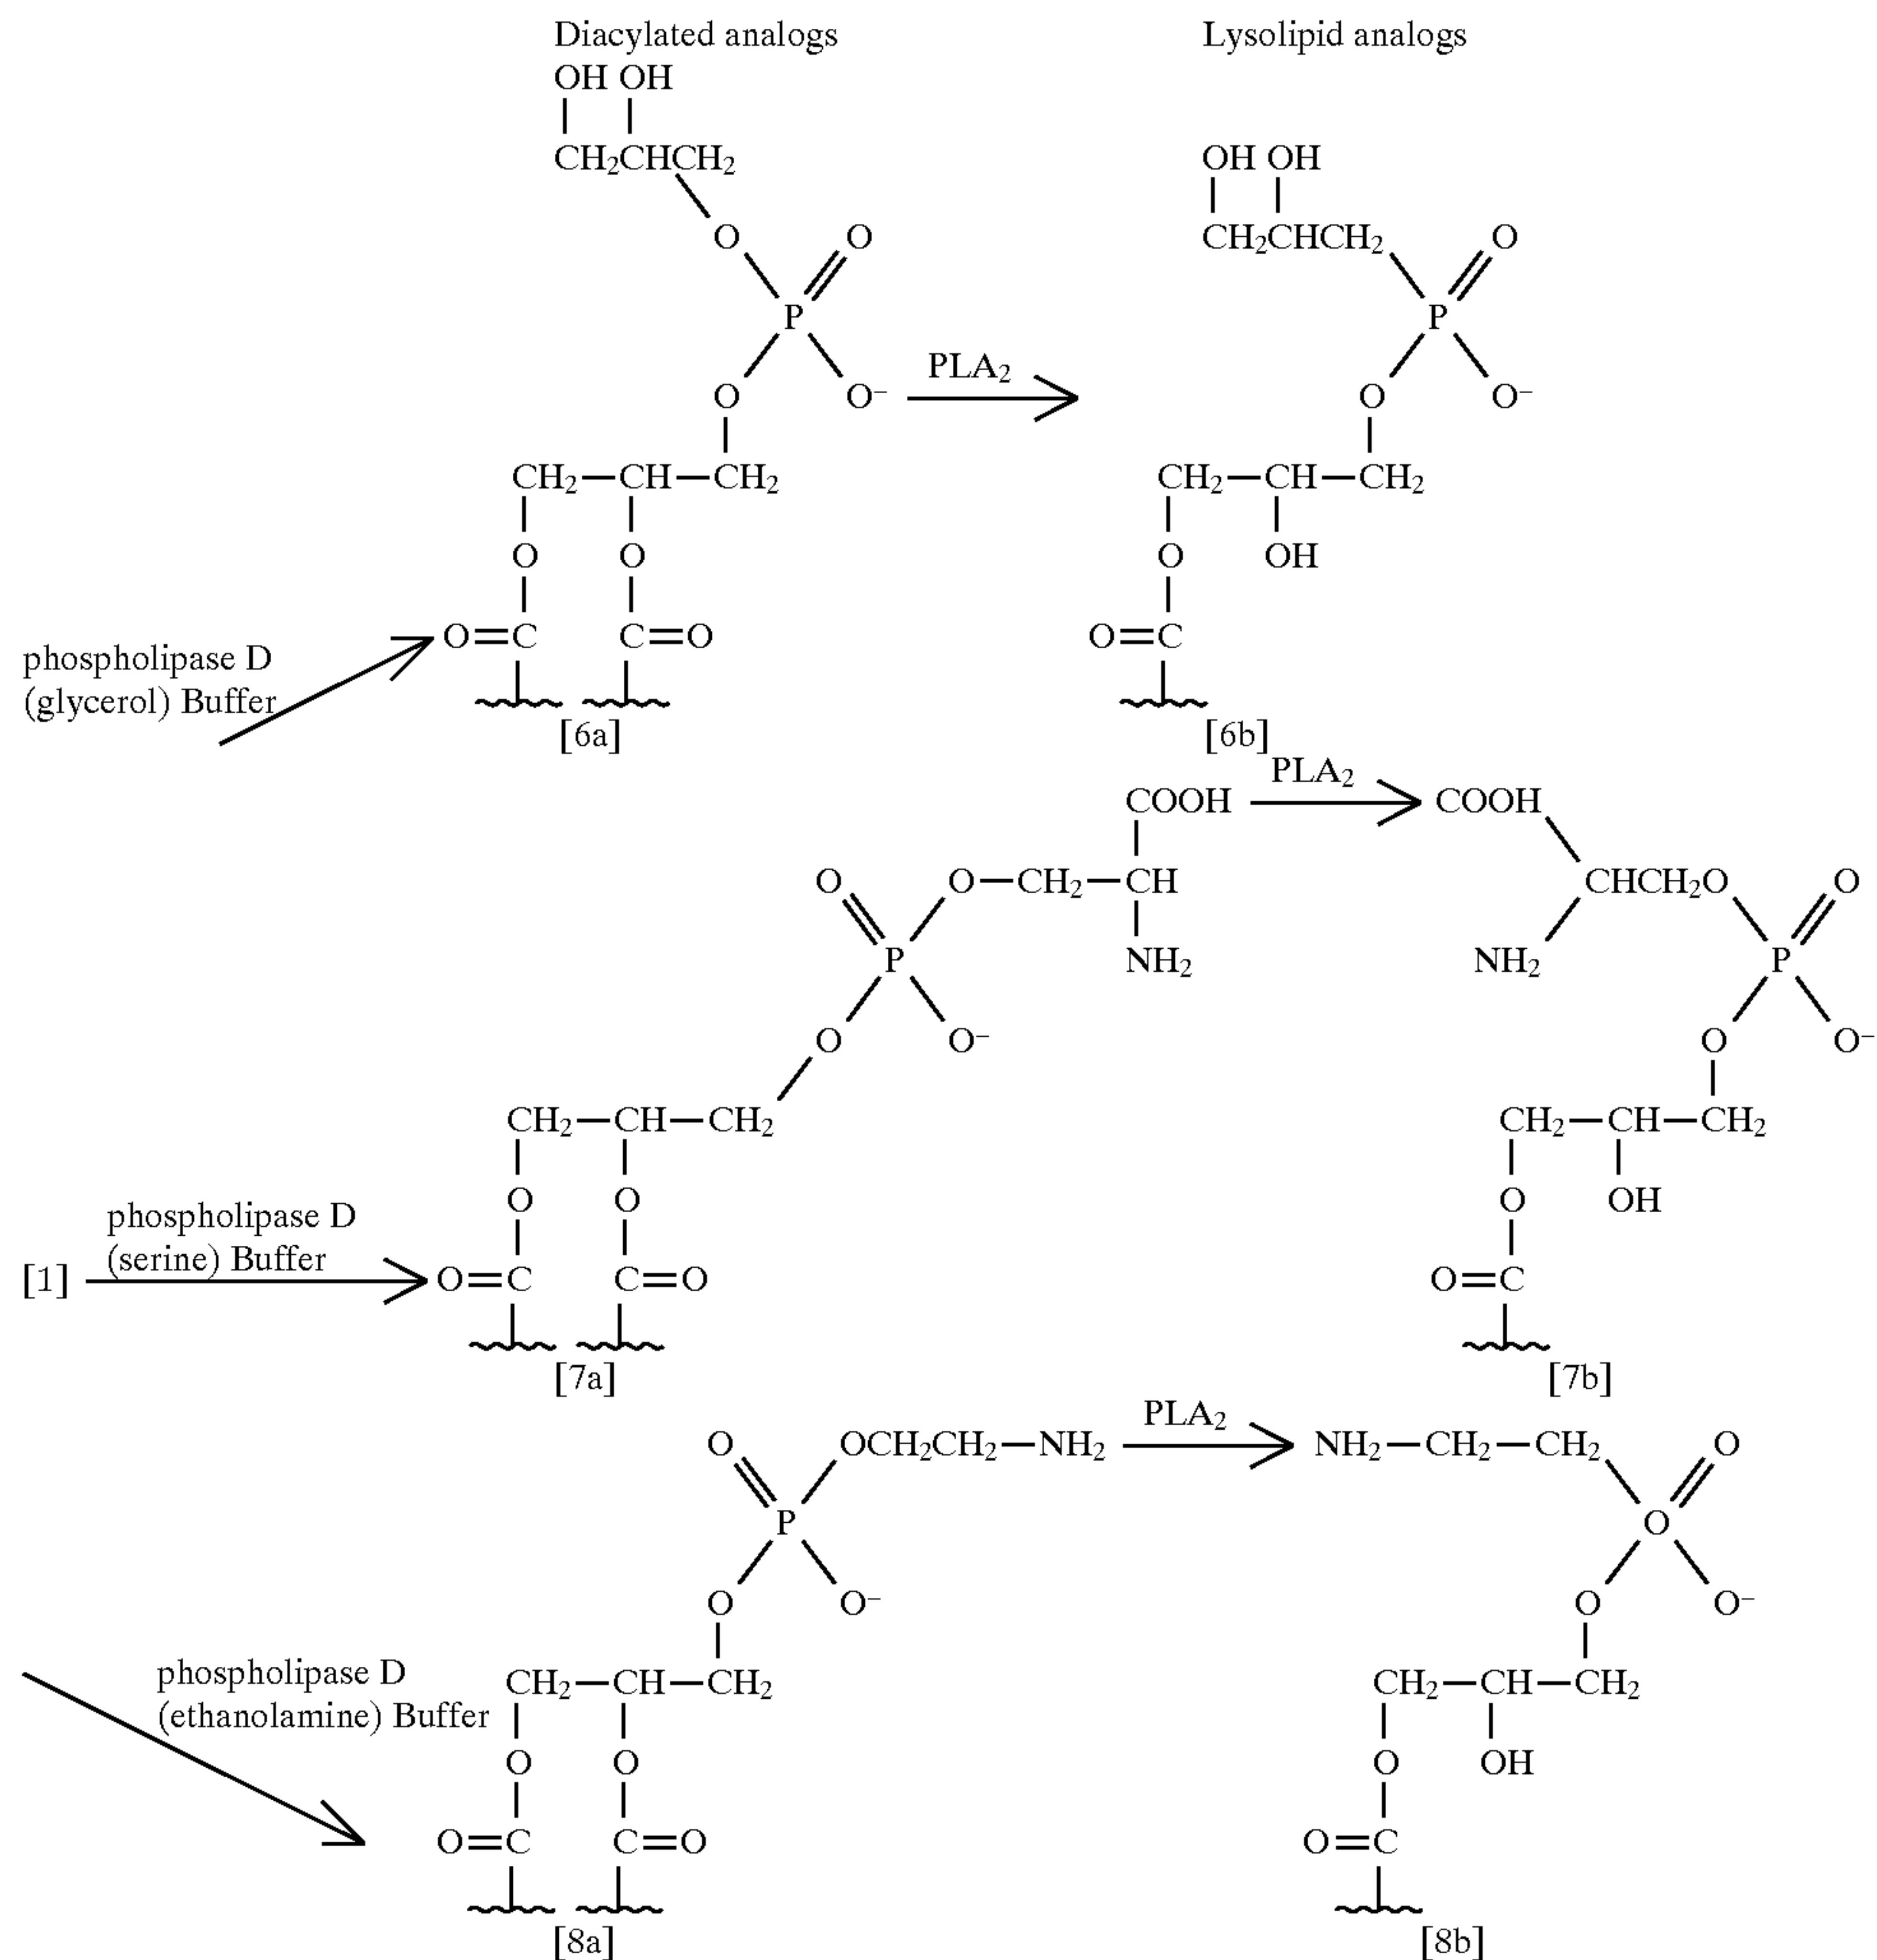 Diacylated analogs Lysolipid analogs
OH OH
CH₂CHCH₂ OH OH
O O CH₂CHCH₂ O
P P
PLA₂
O O⁻ O O⁻
CH₂—CH—CH₂ CH₂—CH—CH₂
O O O OH
O=C C=O O=C
phospholipase D
(glycerol) Buffer
[6a] [6b]
PLA₂
COOH COOH
O O—CH₂—CH CHCH₂O O
P NH₂ NH₂ P
O O⁻ O O⁻
CH₂—CH—CH₂ CH₂—CH—CH₂
O O O OH
phospholipase D
(serine) Buffer
[1] O=C C=O O=C
[7a] [7b]
PLA₂
O OCH₂CH₂—NH₂ NH₂—CH₂—CH₂ O
P O
O O⁻ O O⁻
phospholipase D
CH₂—CH—CH₂ CH₂—CH—CH₂
(ethanolamine) Buffer
O O O OH
O=C C=O O=C
[8a] [8b]